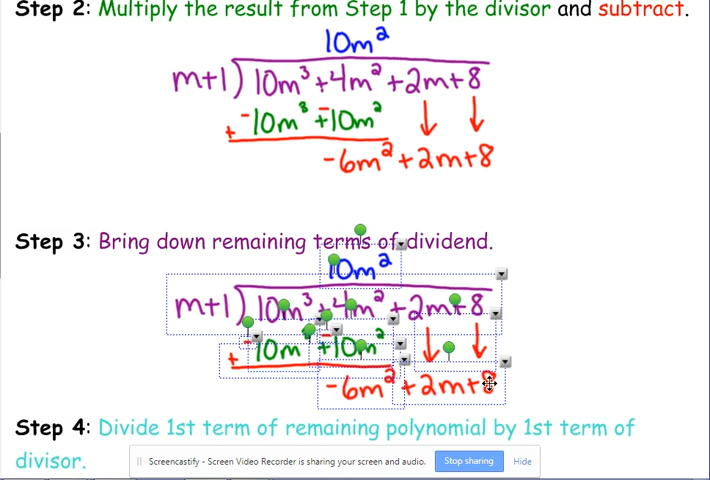 Step 2: Multiply the result from Step 1 by the divisor and subtract.
10m²
m+1) 10m³+4m²+2m+8
+ -10m³ +-10m² ↓ ↓
-6m²+2m+8
Step 3: Bring down remaining terms of dividend.
10m²
m+1) 10m³+4m²+2m+8
+ -10m +10m² ↓ ↓
-6m²+2m+8
Step 4: Divide 1st term of remaining polynomial by 1st term of
divisor.
Screencastify - Screen Video Recorder is sharing your screen and audio. Stop sharing Hide